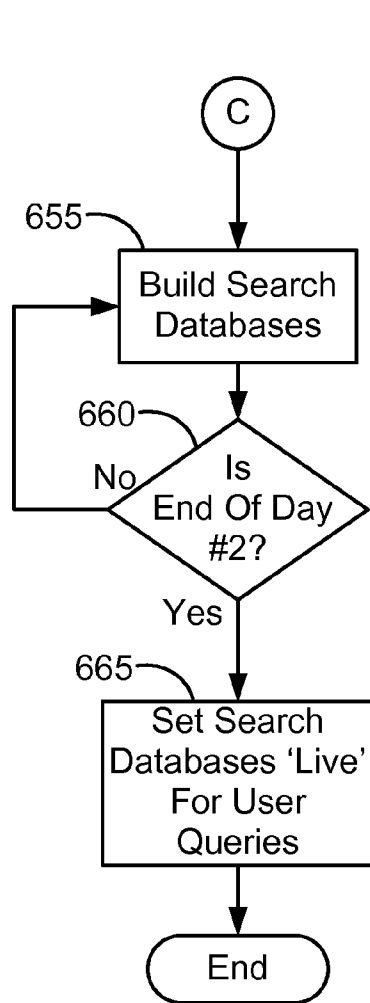 C
655
Build Search
Databases
660
No
Is
End Of Day
#2?
Yes
665
Set Search
Databases ‘Live’
For User
Queries
End